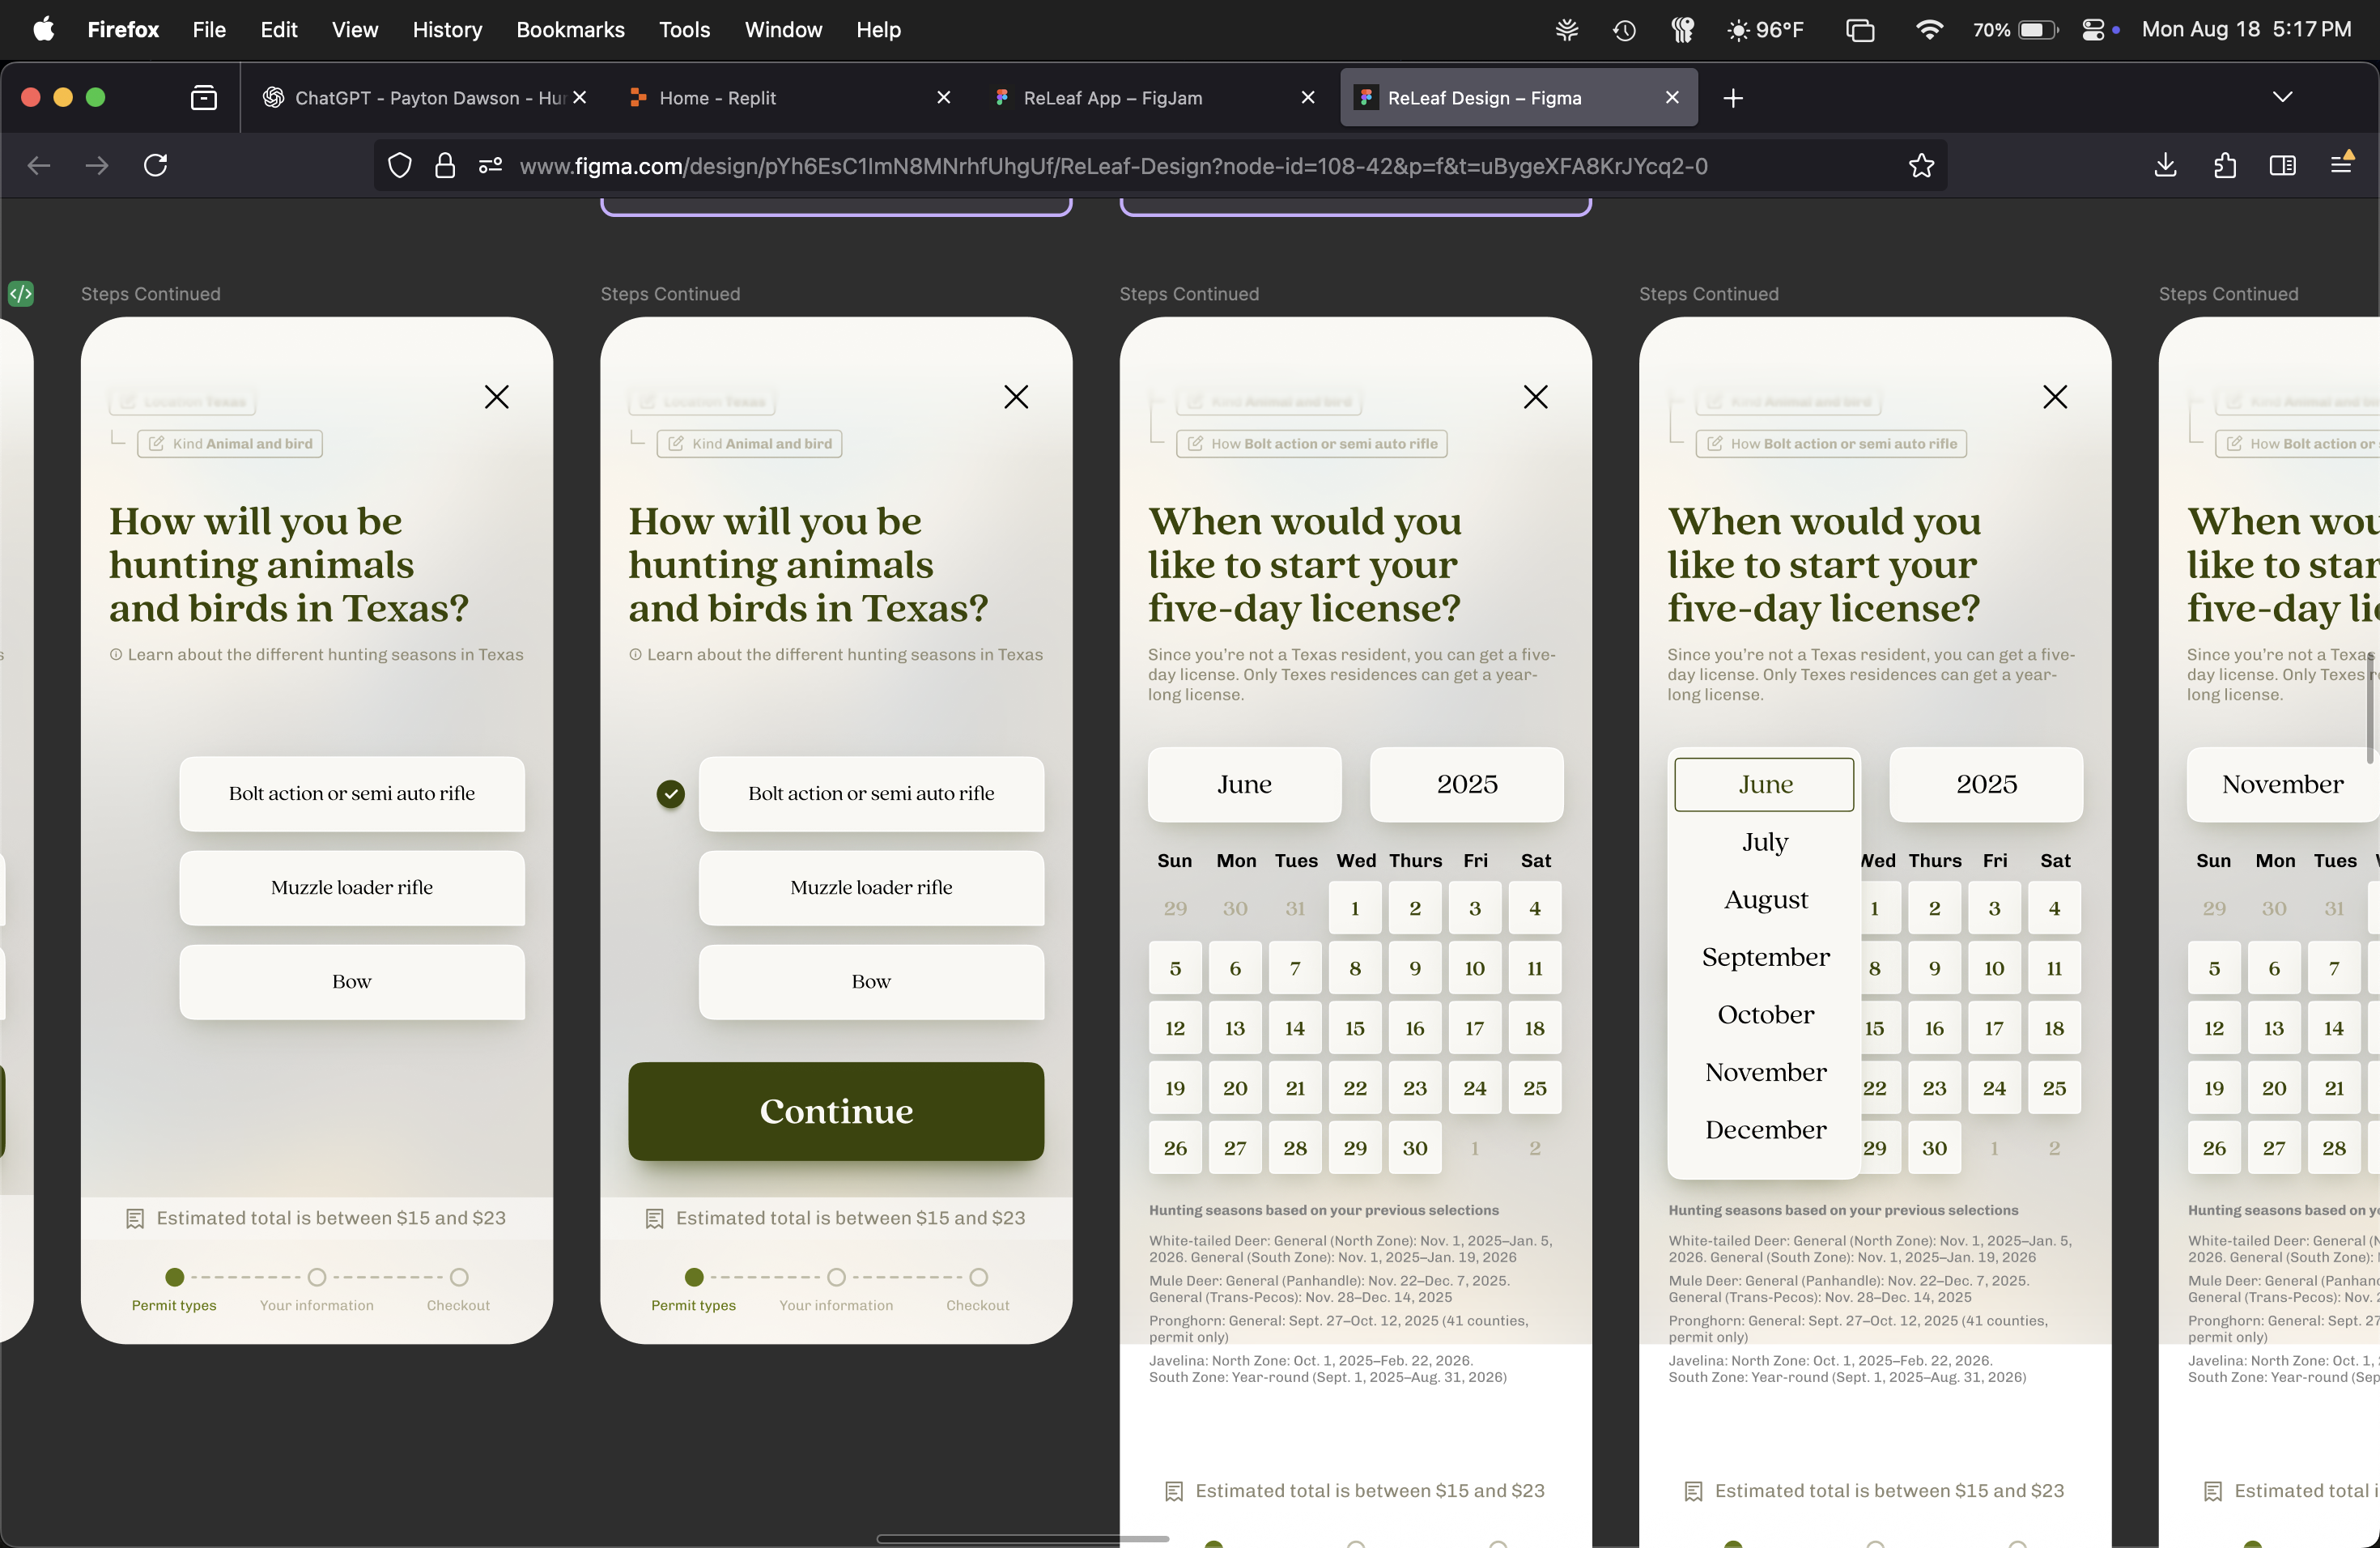 Firefox File Edit View History Bookmarks Tools Window Help
96°F 70% Mon Aug 18 5:17 PM
ChatGPT - Payton Dawson - Hun
Home - Replit
ReLeaf App – FigJam
ReLeaf Design – Figma
www.figma.com/design/pYh6EsC1ImN8MNrhfUhgUf/ReLeaf-Design?node-id=108-42&p=f&t=uBygeXFA8KrJYcq2-0
Steps Continued
Location Texas
Kind Animal and bird
How will you be
hunting animals
and birds in Texas?
Learn about the different hunting seasons in Texas
Bolt action or semi auto rifle
Muzzle loader rifle
Bow
Estimated total is between $15 and $23
Permit types Your information Checkout
Steps Continued
Location Texas
Kind Animal and bird
How will you be
hunting animals
and birds in Texas?
Learn about the different hunting seasons in Texas
Bolt action or semi auto rifle
Muzzle loader rifle
Bow
Continue
Estimated total is between $15 and $23
Permit types Your information Checkout
Steps Continued
Kind Animal and bird
How Bolt action or semi auto rifle
When would you
like to start your
five-day license?
Since you’re not a Texas resident, you can get a five-
day license. Only Texes residences can get a year-
long license.
June 2025
Sun Mon Tues Wed Thurs Fri Sat
29 30 31 1 2 3 4
5 6 7 8 9 10 11
12 13 14 15 16 17 18
19 20 21 22 23 24 25
26 27 28 29 30 1 2
Hunting seasons based on your previous selections
White-tailed Deer: General (North Zone): Nov. 1, 2025–Jan. 5,
2026. General (South Zone): Nov. 1, 2025–Jan. 19, 2026
Mule Deer: General (Panhandle): Nov. 22–Dec. 7, 2025.
General (Trans-Pecos): Nov. 28–Dec. 14, 2025
Pronghorn: General: Sept. 27–Oct. 12, 2025 (41 counties,
permit only)
Javelina: North Zone: Oct. 1, 2025–Feb. 22, 2026.
South Zone: Year-round (Sept. 1, 2025–Aug. 31, 2026)
Estimated total is between $15 and $23
Steps Continued
Kind Animal and bird
How Bolt action or semi auto rifle
When would you
like to start your
five-day license?
Since you’re not a Texas resident, you can get a five-
day license. Only Texes residences can get a year-
long license.
June 2025
July
August
September
October
November
December
Wed Thurs Fri Sat
1 2 3 4
8 9 10 11
15 16 17 18
22 23 24 25
29 30 1 2
Hunting seasons based on your previous selections
White-tailed Deer: General (North Zone): Nov. 1, 2025–Jan. 5,
2026. General (South Zone): Nov. 1, 2025–Jan. 19, 2026
Mule Deer: General (Panhandle): Nov. 22–Dec. 7, 2025.
General (Trans-Pecos): Nov. 28–Dec. 14, 2025
Pronghorn: General: Sept. 27–Oct. 12, 2025 (41 counties,
permit only)
Javelina: North Zone: Oct. 1, 2025–Feb. 22, 2026.
South Zone: Year-round (Sept. 1, 2025–Aug. 31, 2026)
Estimated total is between $15 and $23
Steps Continued
Kind Animal and
How Bolt action or
When wou
like to star
five-day lic
Since you’re not a Texas
day license. Only Texes
long license.
November
Sun Mon Tues
29 30 31
5 6 7
12 13 14
19 20 21
26 27 28
Hunting seasons based on
White-tailed Deer: General
2026. General (South Zone):
Mule Deer: General
General (Trans-Pecos):
Pronghorn: General: Sept. 27
permit only)
Javelina: North Zone: Oct. 1,
South Zone: Year-round
Estimated total